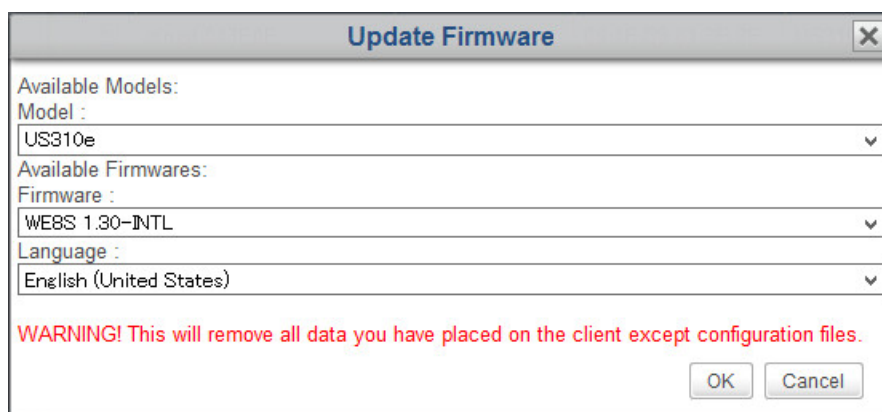 Update Firmware
Available Models:
Model :
US310e
Available Firmwares:
Firmware :
WE8S 1.30-INTL
Language :
English (United States)
WARNING! This will remove all data you have placed on the client except configuration files.
OK Cancel